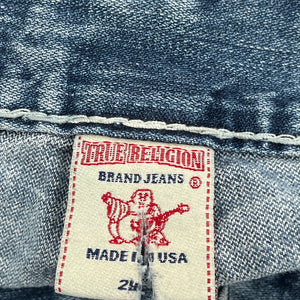 TRUE RELIGION
BRAND JEANS ®
MADE IN USA